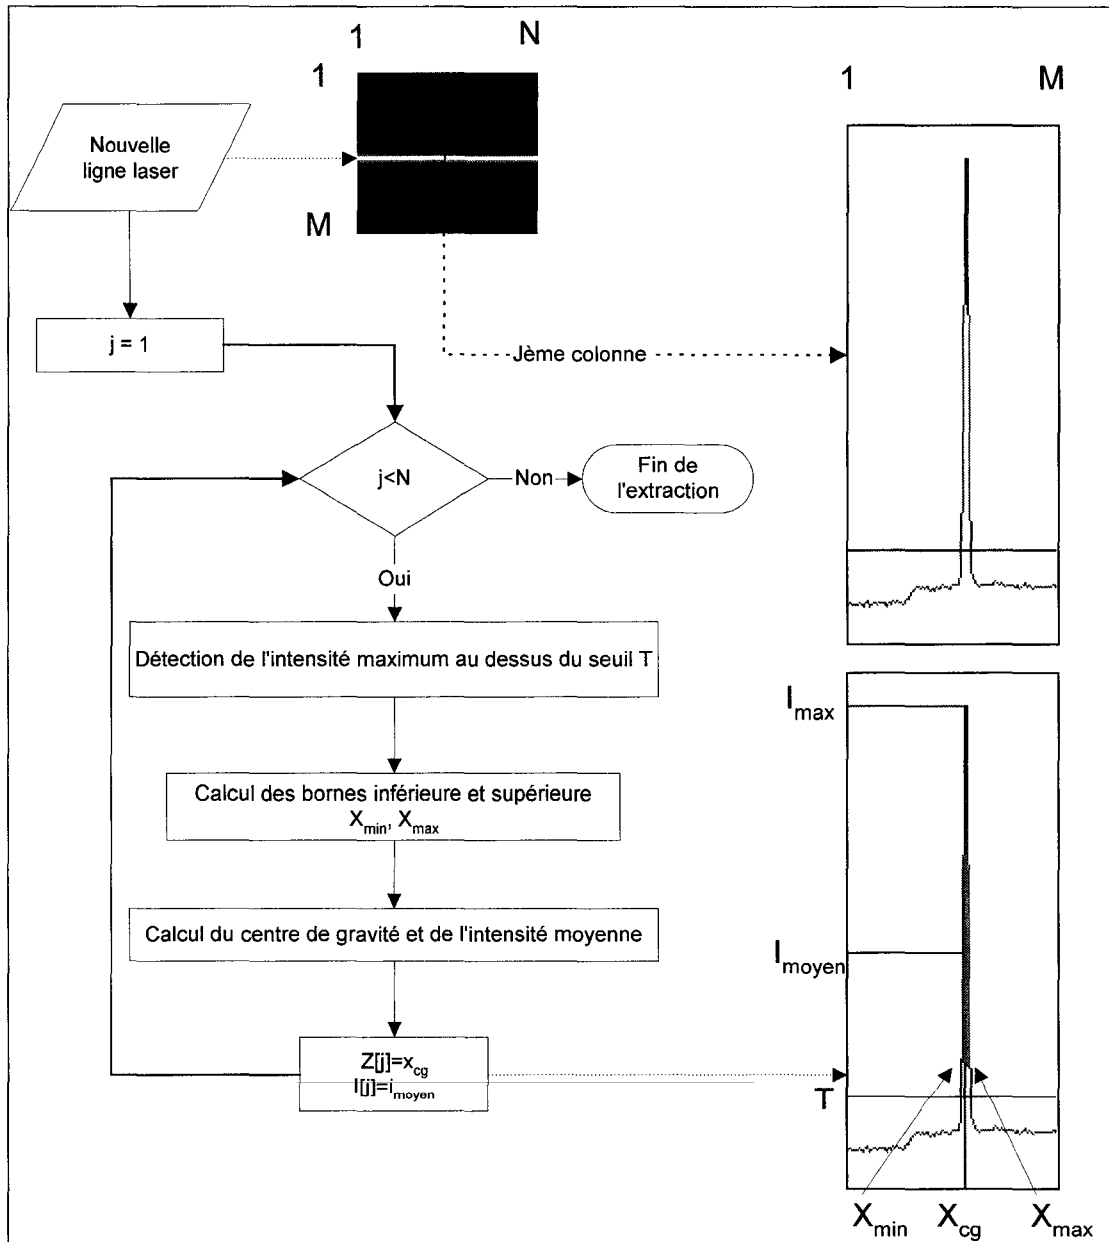 1 N
1
M
Nouvelle
ligne laser
1 M
j = 1
Jème colonne
j<N
Non
Fin de
l'extraction
Oui
Détection de l'intensité maximum au dessus du seuil T
Calcul des bornes inférieure et supérieure
Xmin, Xmax
Calcul du centre de gravité et de l'intensité moyenne
Z[j]=xcg
I[j]=imoyen
Imax
Imoyen
T
Xmin Xcg Xmax